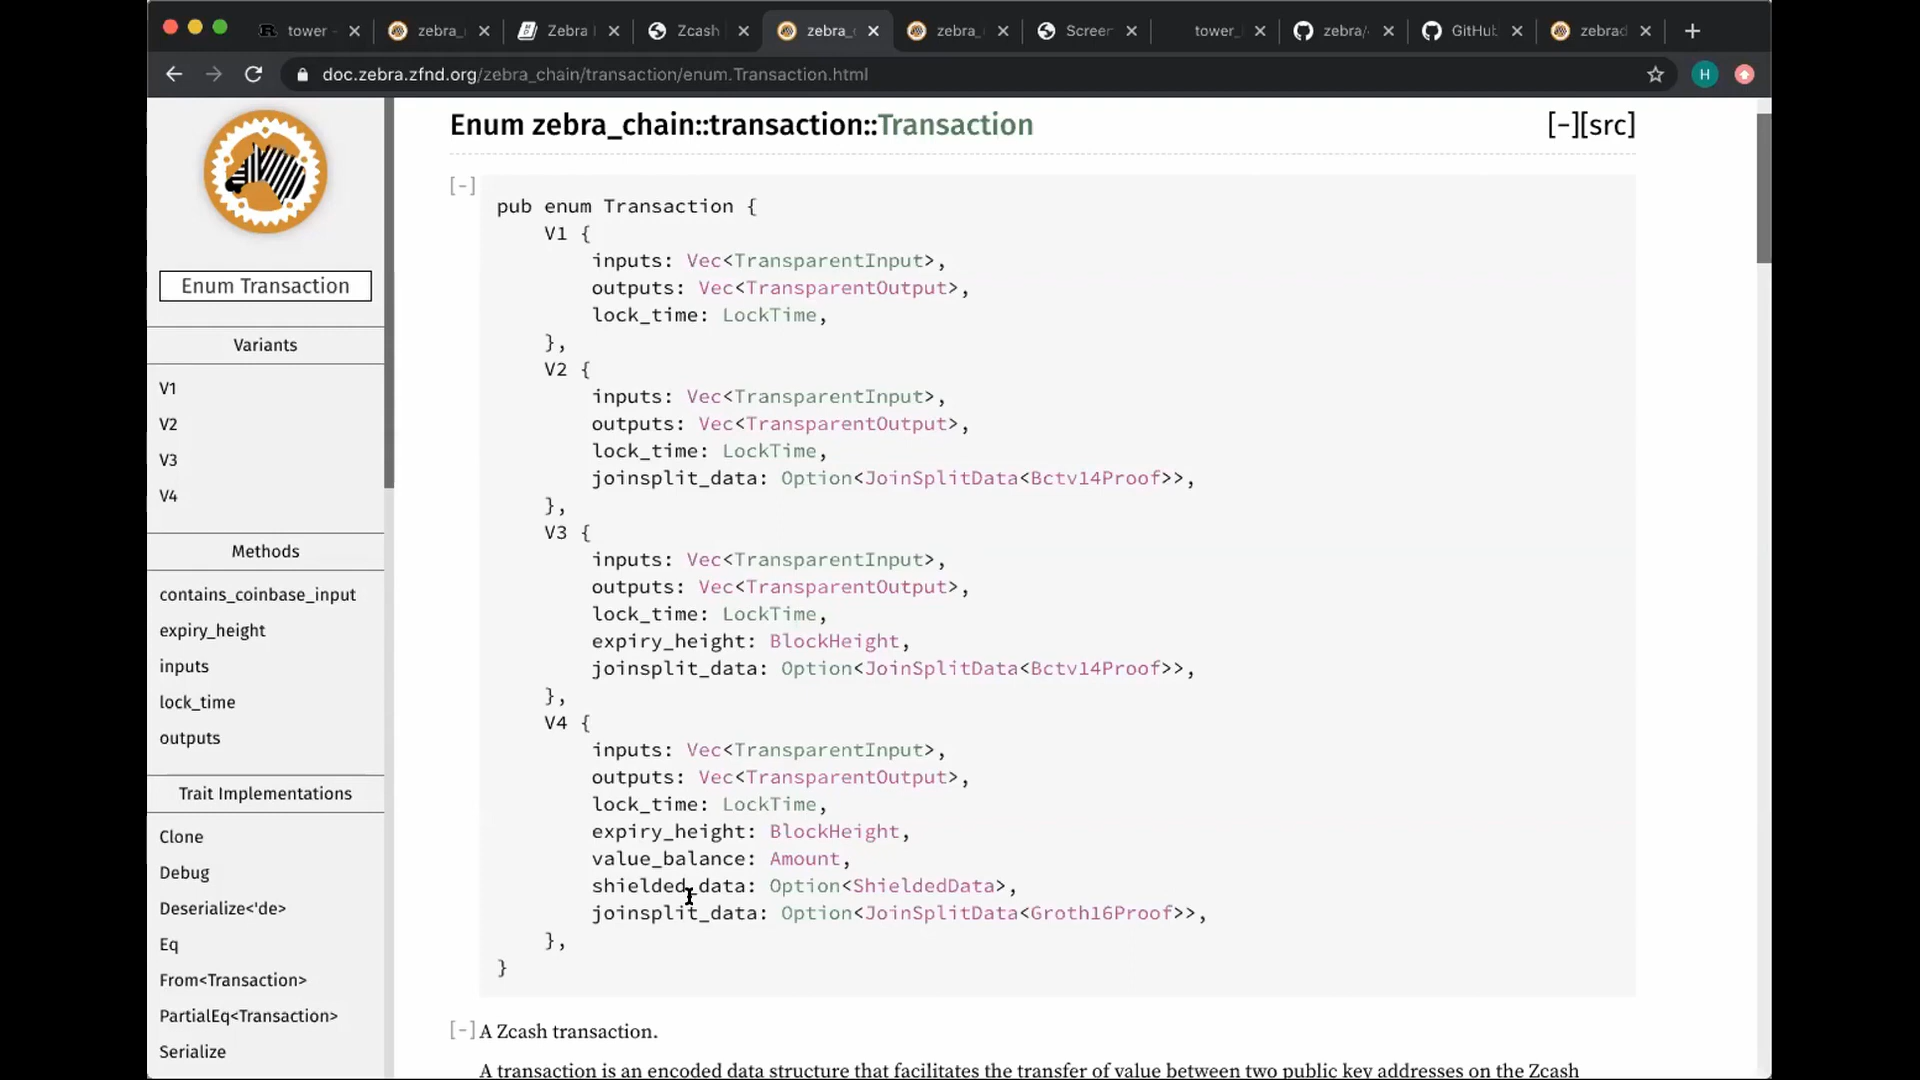 tower
zebra_
Zebra
Zcash
zebra_
zebra_
Screen
tower_
zebra/
GitHub
zebrad
doc.zebra.zfnd.org/zebra_chain/transaction/enum.Transaction.html
H
Enum zebra_chain::transaction::Transaction
[-][src]
Enum Transaction
Variants
V1
V2
V3
V4
Methods
contains_coinbase_input
expiry_height
inputs
lock_time
outputs
Trait Implementations
Clone
Debug
Deserialize<'de>
Eq
From<Transaction>
PartialEq<Transaction>
Serialize
[-]
pub enum Transaction {
V1 {
inputs: Vec<TransparentInput>,
outputs: Vec<TransparentOutput>,
lock_time: LockTime,
},
V2 {
inputs: Vec<TransparentInput>,
outputs: Vec<TransparentOutput>,
lock_time: LockTime,
joinsplit_data: Option<JoinSplitData<Bctv14Proof>>,
},
V3 {
inputs: Vec<TransparentInput>,
outputs: Vec<TransparentOutput>,
lock_time: LockTime,
expiry_height: BlockHeight,
joinsplit_data: Option<JoinSplitData<Bctv14Proof>>,
},
V4 {
inputs: Vec<TransparentInput>,
outputs: Vec<TransparentOutput>,
lock_time: LockTime,
expiry_height: BlockHeight,
value_balance: Amount,
shielded_data: Option<ShieldedData>,
joinsplit_data: Option<JoinSplitData<Groth16Proof>>,
},
}
[-] A Zcash transaction.
A transaction is an encoded data structure that facilitates the transfer of value between two public key addresses on the Zcash